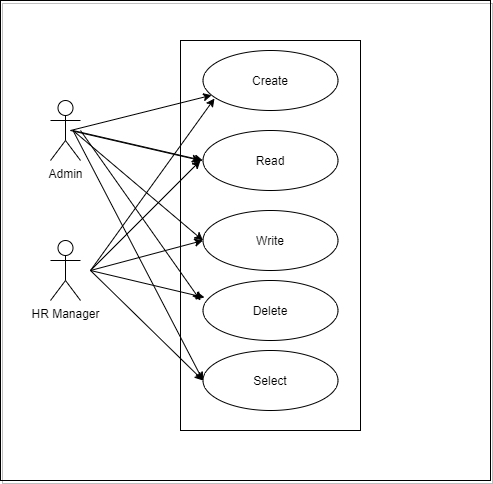 Create
Admin
Read
HR Manager
Write
Delete
Select